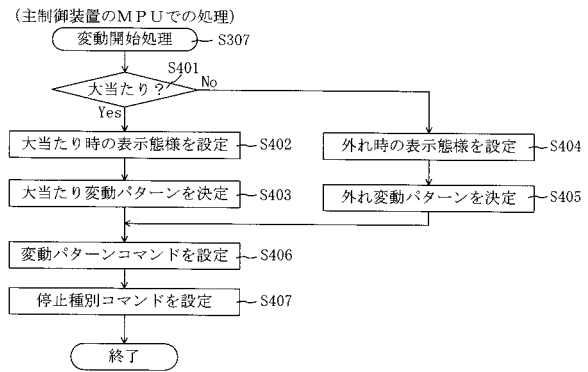 (主制御装置のMPUでの処理)
変動開始処理
S307
S401
大当たり?
No
Yes
大当たり時の表示態様を設定
S402
外れ時の表示態様を設定
S404
大当たり変動パターンを決定
S403
外れ変動パターンを決定
S405
変動パターンコマンドを設定
S406
停止種別コマンドを設定
S407
終了